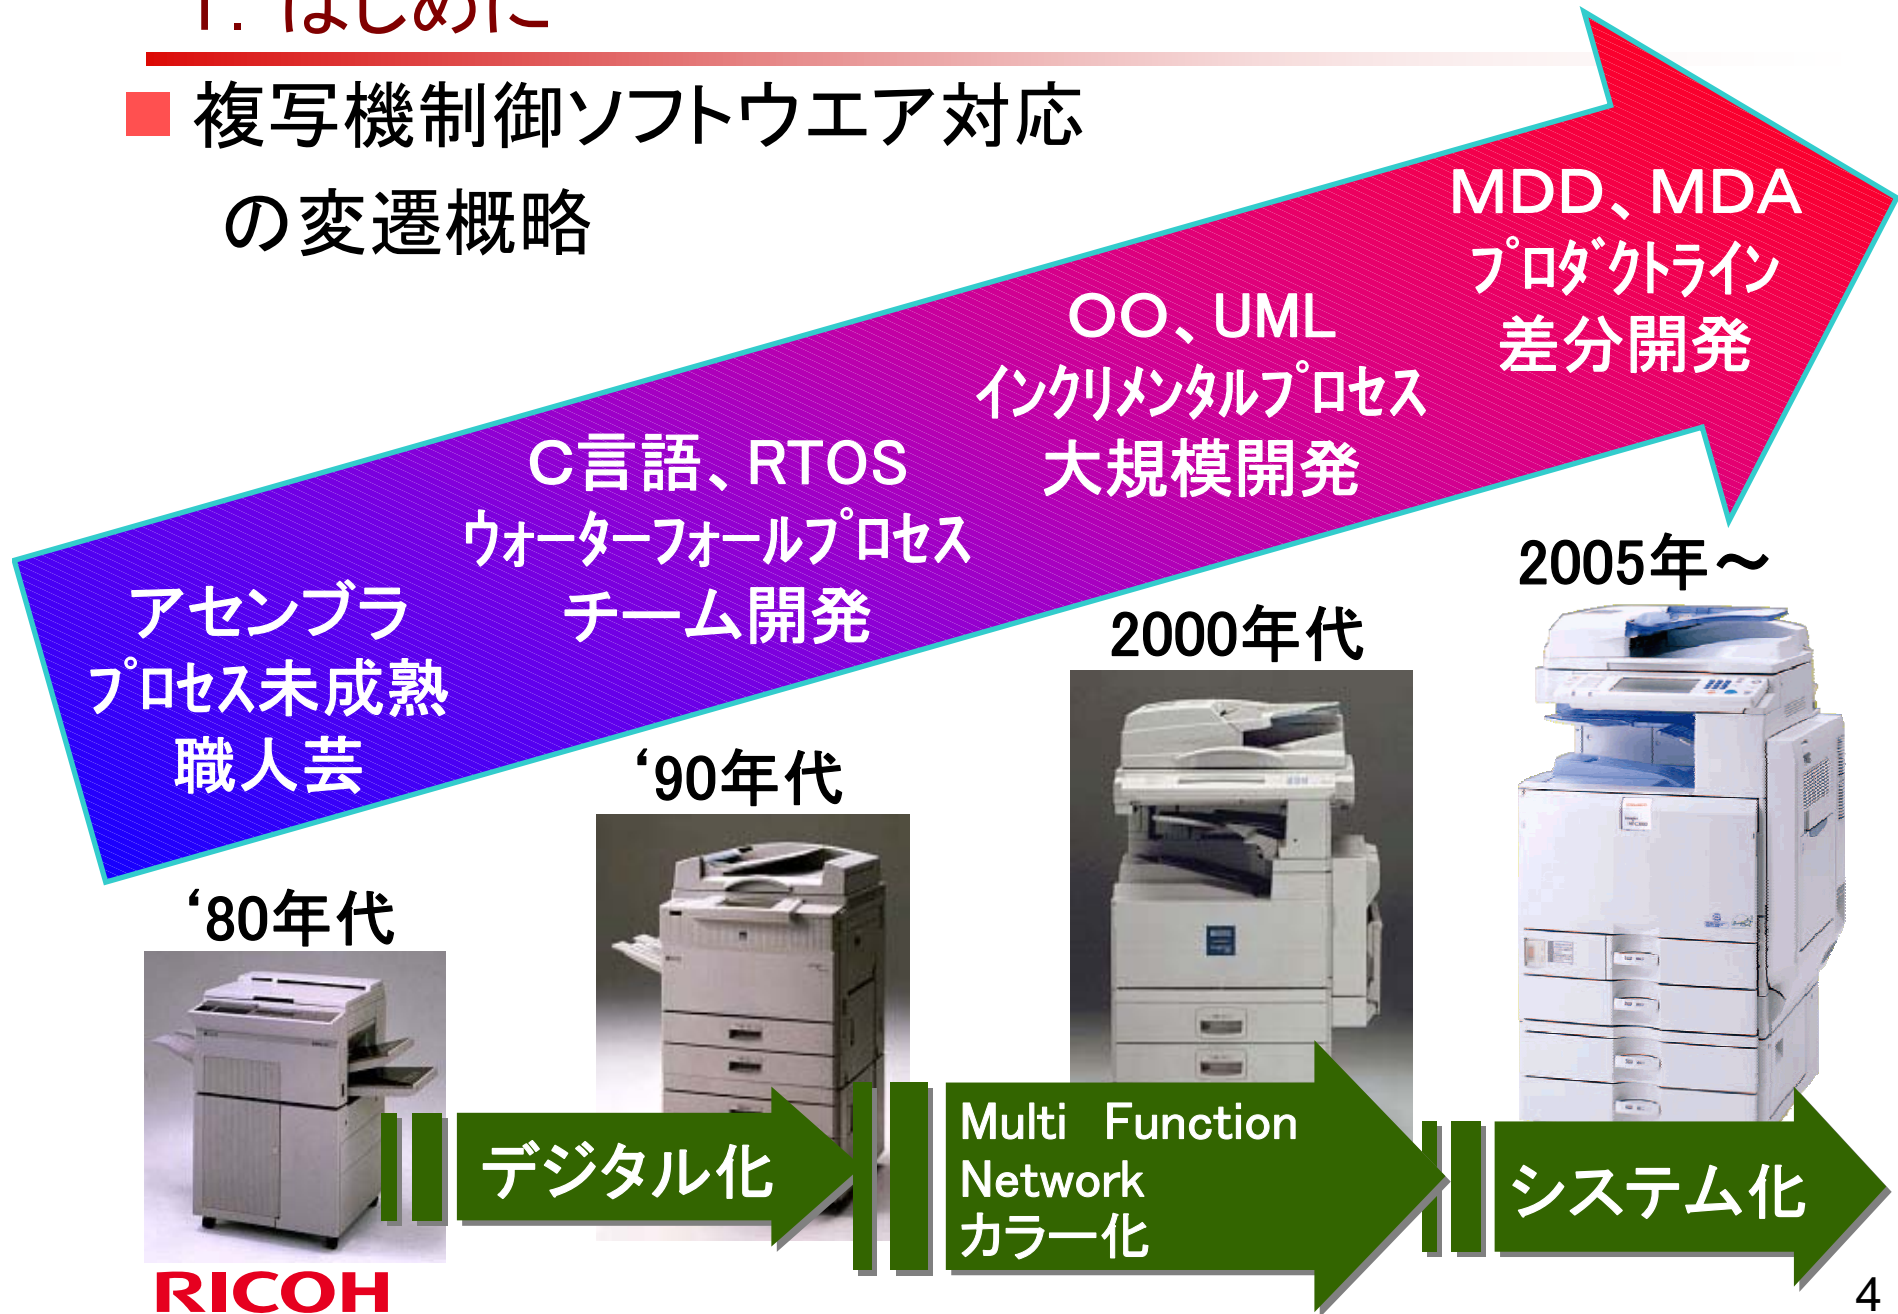 1. はじめに
複写機制御ソフトウエア対応
の変遷概略
MDD、MDA
プロダクトライン
差分開発
OO、UML
インクリメンタルプロセス
大規模開発
C言語、RTOS
ウォーターフォールプロセス
チーム開発
アセンブラ
プロセス未成熟
職人芸
‘80年代
‘90年代
2000年代
2005年～
デジタル化
Multi Function
Network
カラー化
システム化
RICOH
4